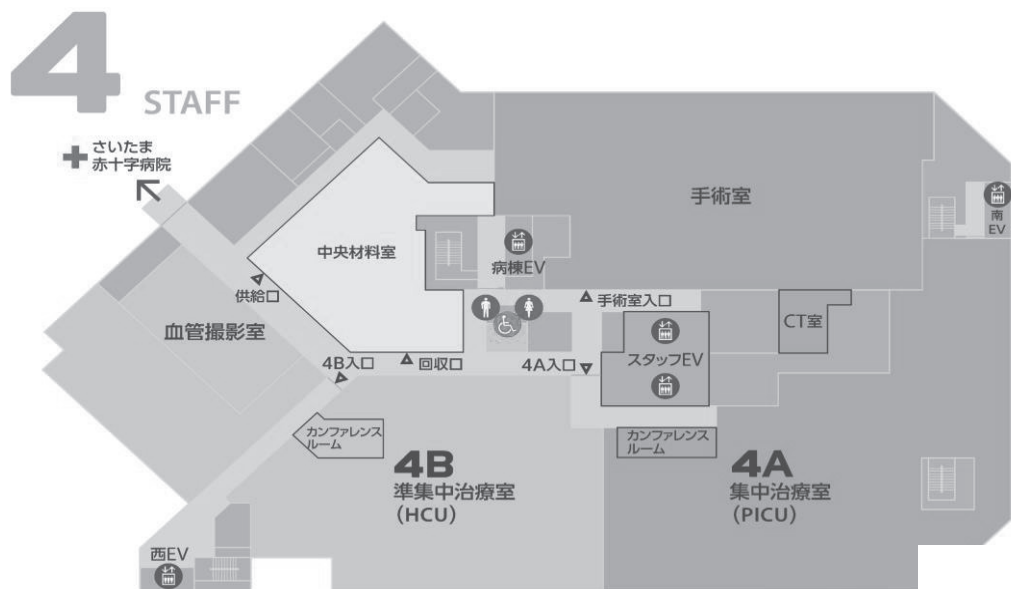 4
STAFF
さいたま
赤十字病院
手術室
南
EV
中央材料室
病棟EV
供給口
手術室入口
血管撮影室
CT室
4B入口
回収口
4A入口
スタッフEV
カンファレンス
ルーム
カンファレンス
ルーム
4B
準集中治療室
(HCU)
4A
集中治療室
(PICU)
西EV